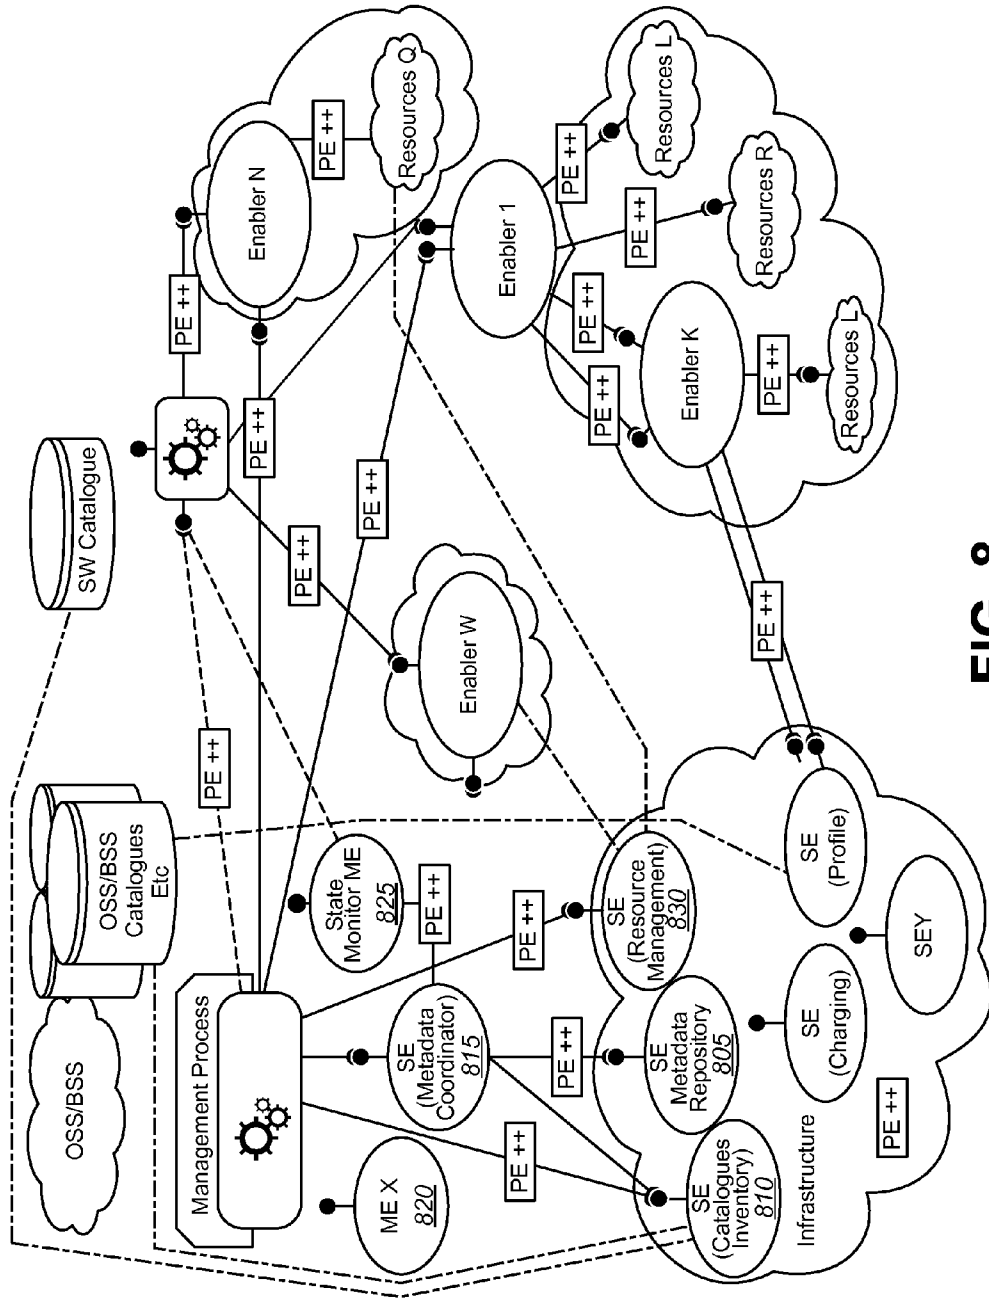 OSS/BSS
OSS/BSS
Catalogues
Etc
SW Catalogue
Management Process
PE ++
PE ++
PE ++
PE ++
PE ++
Enabler N
PE ++
Resources Q
MEX
820
SE
(Metadata
Coordinator)
815
State
Monitor ME
825
PE ++
PE ++
PE ++
PE ++
Enabler W
Enabler 1
PE ++
Resources L
PE ++
Resources R
PE ++
PE ++
Enabler K
PE ++
Resources L
SE
(Catalogues
Inventory)
810
SE
Metadata
Repository
805
SE
(Resource
Management)
830
PE ++
Infrastructure
SE
(Charging)
SE
(Profile)
SEY
PE ++